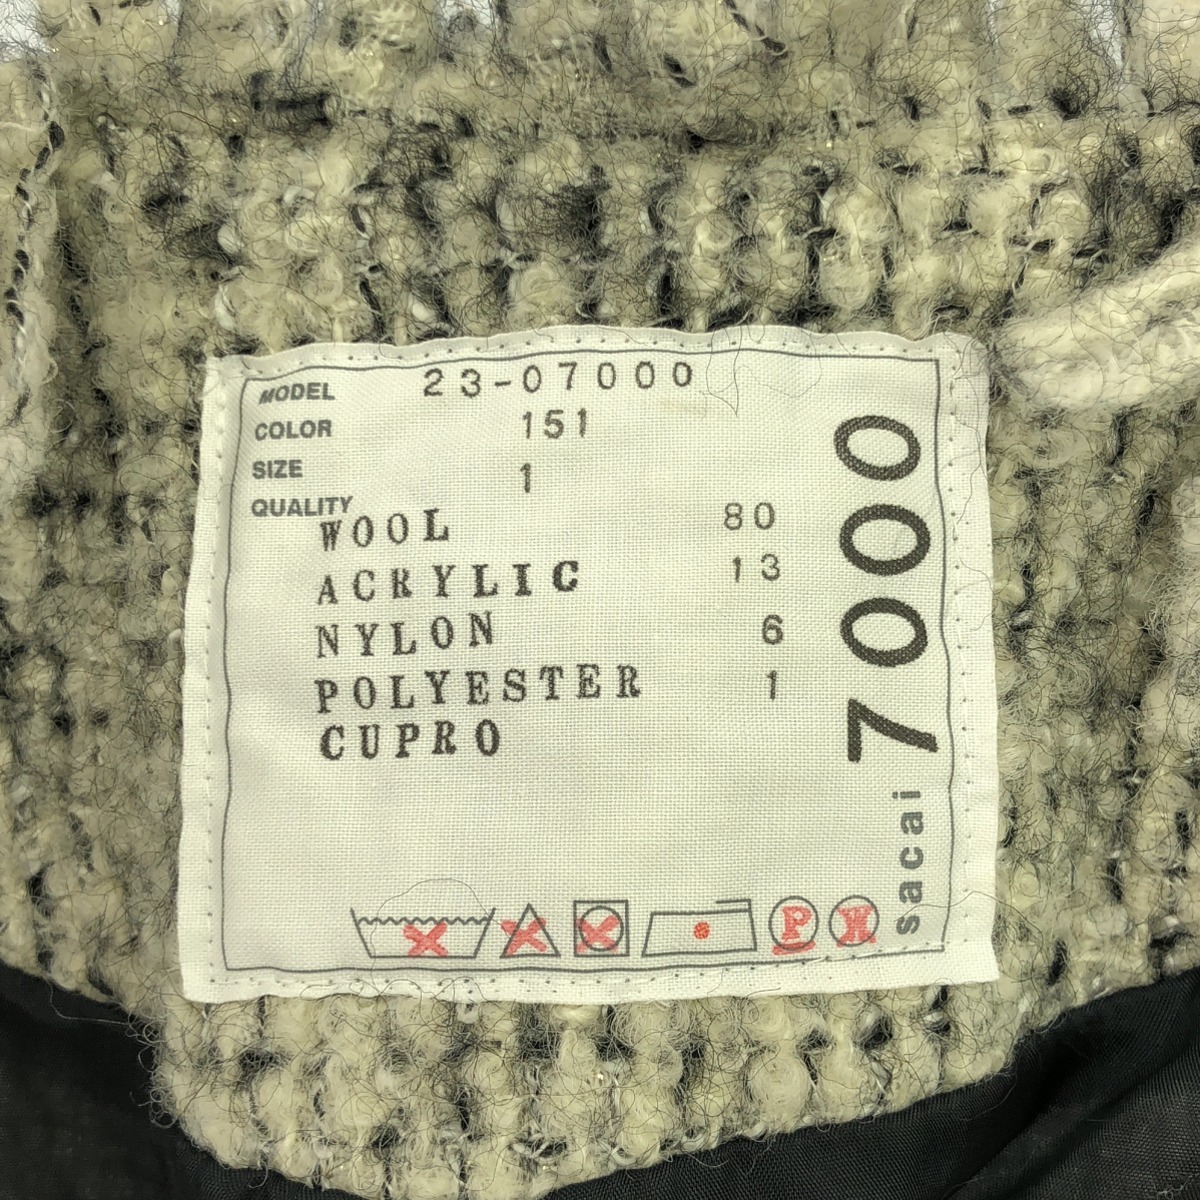 MODEL 23-07000
COLOR 151
SIZE 1
QUALITY
WOOL 80
ACRYLIC 13
NYLON 6
POLYESTER 1
CUPRO
sacai 7000
P W